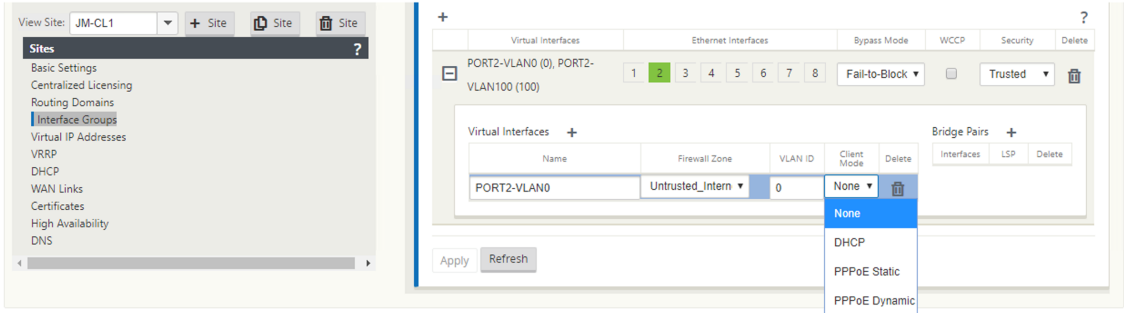 View Site: JM-CL1 + Site Site Site
Sites ?
Basic Settings
Centralized Licensing
Routing Domains
Interface Groups
Virtual IP Addresses
VRRP
DHCP
WAN Links
Certificates
High Availability
DNS
+ ?
Virtual Interfaces Ethernet Interfaces Bypass Mode WCCP Security Delete
PORT2-VLAN0 (0), PORT2-
VLAN100 (100)
1 2 3 4 5 6 7 8 Fail-to-Block Trusted
Virtual Interfaces +
Name Firewall Zone VLAN ID Client Mode Delete
PORT2-VLAN0 Untrusted_Intern 0 None
None
DHCP
PPPoE Static
PPPoE Dynamic
Bridge Pairs +
Interfaces LSP Delete
Apply Refresh